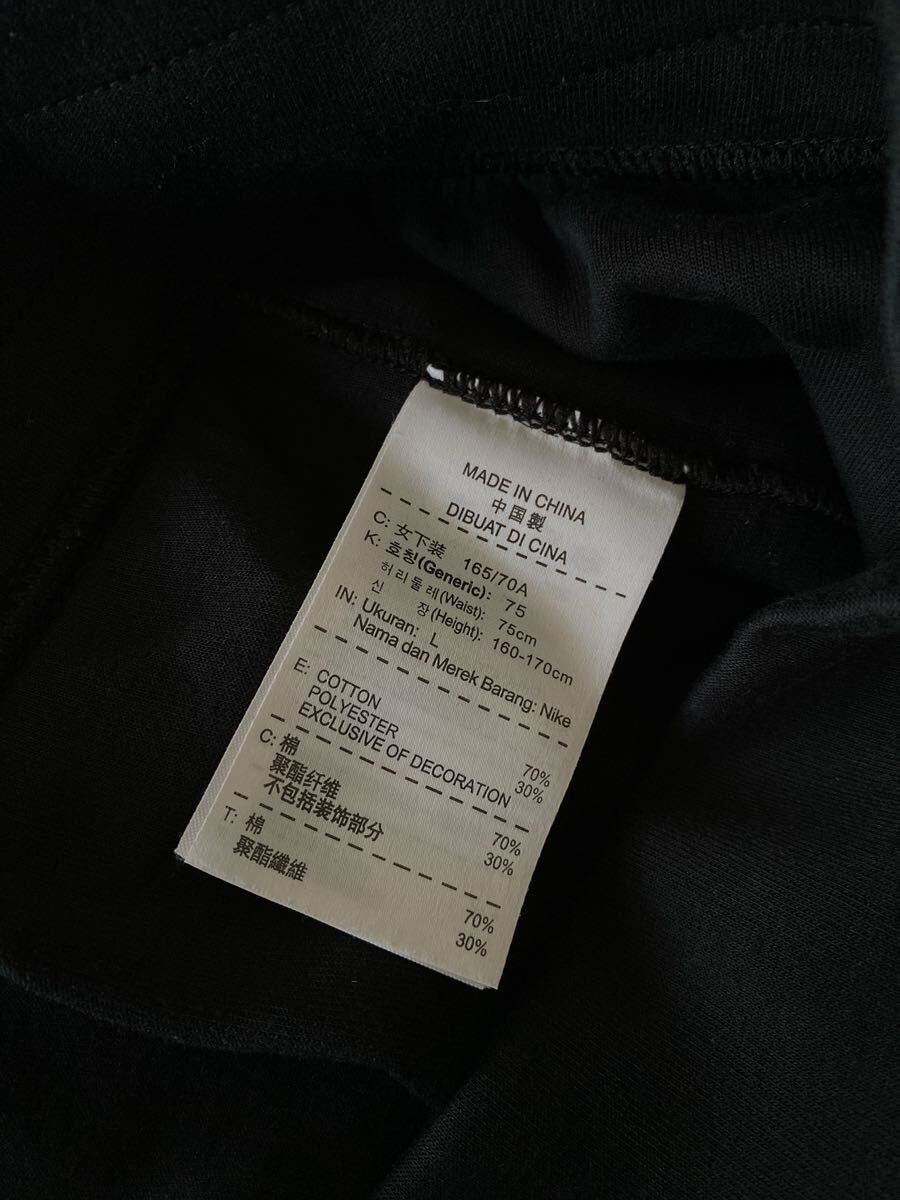 MADE IN CHINA
中国製
DIBUAT DI CINA
C: 女下装 165/70A
K: 호칭(Generic): 75
허리둘레(Waist): 75cm
신 장(Height): 160-170cm
IN: Ukuran: L
Nama dan Merek Barang: Nike
E: COTTON 70%
POLYESTER 30%
EXCLUSIVE OF DECORATION
C: 棉 70%
聚酯纤维 30%
不包括装饰部分
T: 棉 70%
聚酯纖維 30%